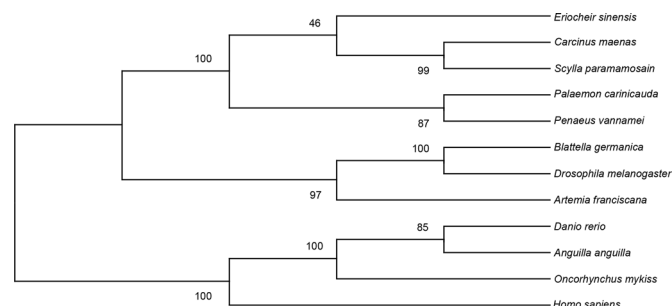 Eriocheir sinensis
46
Carcinus maenas
100
99
Scylla paramamosain
Palaemon carinicauda
87
Penaeus vannamei
100
Blattella germanica
Drosophila melanogaster
97
Artemia franciscana
85
Danio rerio
100
Anguilla anguilla
Oncorhynchus mykiss
100
Homo sapiens